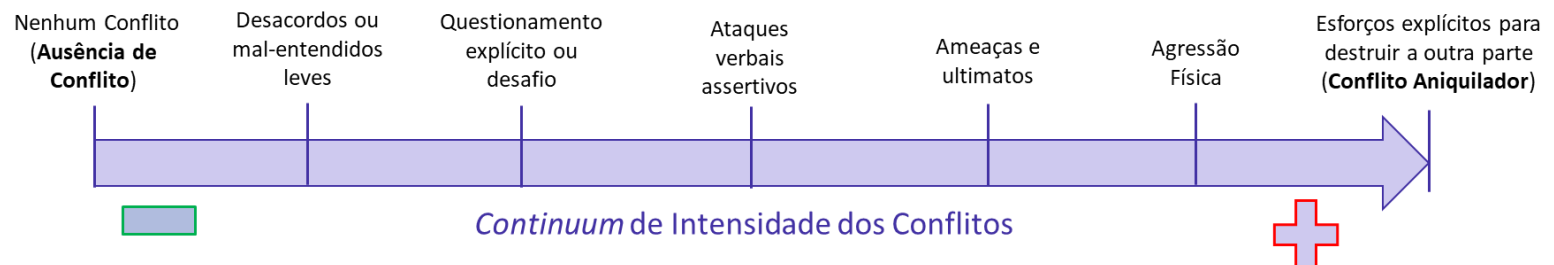 Nenhum Conflito
(Ausência de
Conflito)
Desacordos ou
mal-entendidos
leves
Questionamento
explícito ou
desafio
Ataques
verbais
assertivos
Ameaças e
ultimatos
Agressão
Física
Esforços explícitos para
destruir a outra parte
(Conflito Aniquilador)
Continuum de Intensidade dos Conflitos